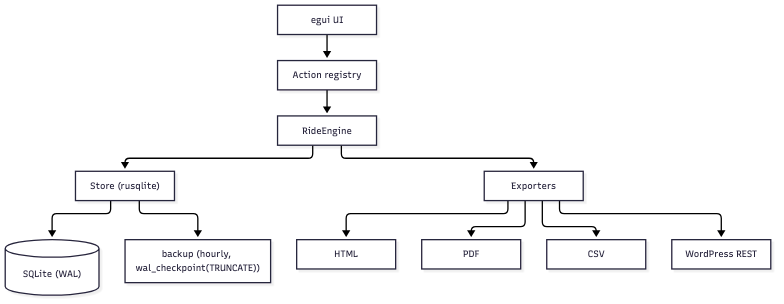 egui UI
Action registry
RideEngine
Store (rusqlite)
Exporters
SQLite (WAL)
backup (hourly,
wal_checkpoint(TRUNCATE))
HTML
PDF
CSV
WordPress REST